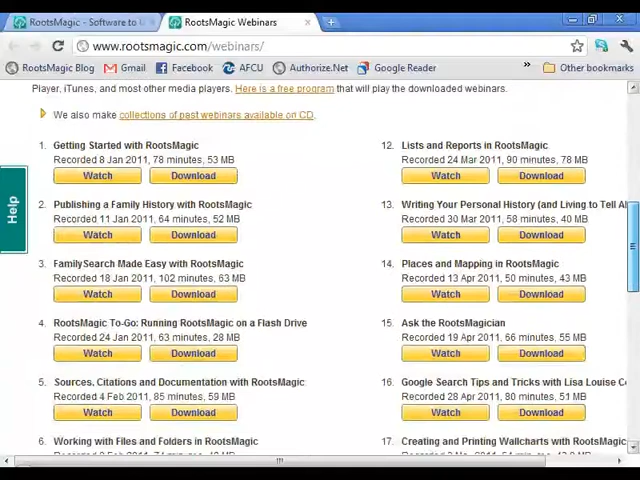 RootsMagic - Software to U
RootsMagic Webinars
www.rootsmagic.com/webinars/
RootsMagic Blog
Gmail
Facebook
AFCU
Authorize.Net
Google Reader
»
Other bookmarks
Player, iTunes, and most other media players. Here is a free program that will play the downloaded webinars.
We also make collections of past webinars available on CD.
Help
1. Getting Started with RootsMagic
Recorded 8 Jan 2011, 78 minutes, 53 MB
Watch Download
2. Publishing a Family History with RootsMagic
Recorded 11 Jan 2011, 64 minutes, 52 MB
Watch Download
3. FamilySearch Made Easy with RootsMagic
Recorded 18 Jan 2011, 102 minutes, 63 MB
Watch Download
4. RootsMagic To-Go: Running RootsMagic on a Flash Drive
Recorded 24 Jan 2011, 63 minutes, 28 MB
Watch Download
5. Sources, Citations and Documentation with RootsMagic
Recorded 4 Feb 2011, 85 minutes, 59 MB
Watch Download
6. Working with Files and Folders in RootsMagic
12. Lists and Reports in RootsMagic
Recorded 24 Mar 2011, 90 minutes, 78 MB
Watch Download
13. Writing Your Personal History (and Living to Tell Al
Recorded 30 Mar 2011, 58 minutes, 40 MB
Watch Download
14. Places and Mapping in RootsMagic
Recorded 13 Apr 2011, 50 minutes, 43 MB
Watch Download
15. Ask the RootsMagician
Recorded 19 Apr 2011, 66 minutes, 55 MB
Watch Download
16. Google Search Tips and Tricks with Lisa Louise C
Recorded 28 Apr 2011, 80 minutes, 51 MB
Watch Download
17. Creating and Printing Wallcharts with RootsMagic